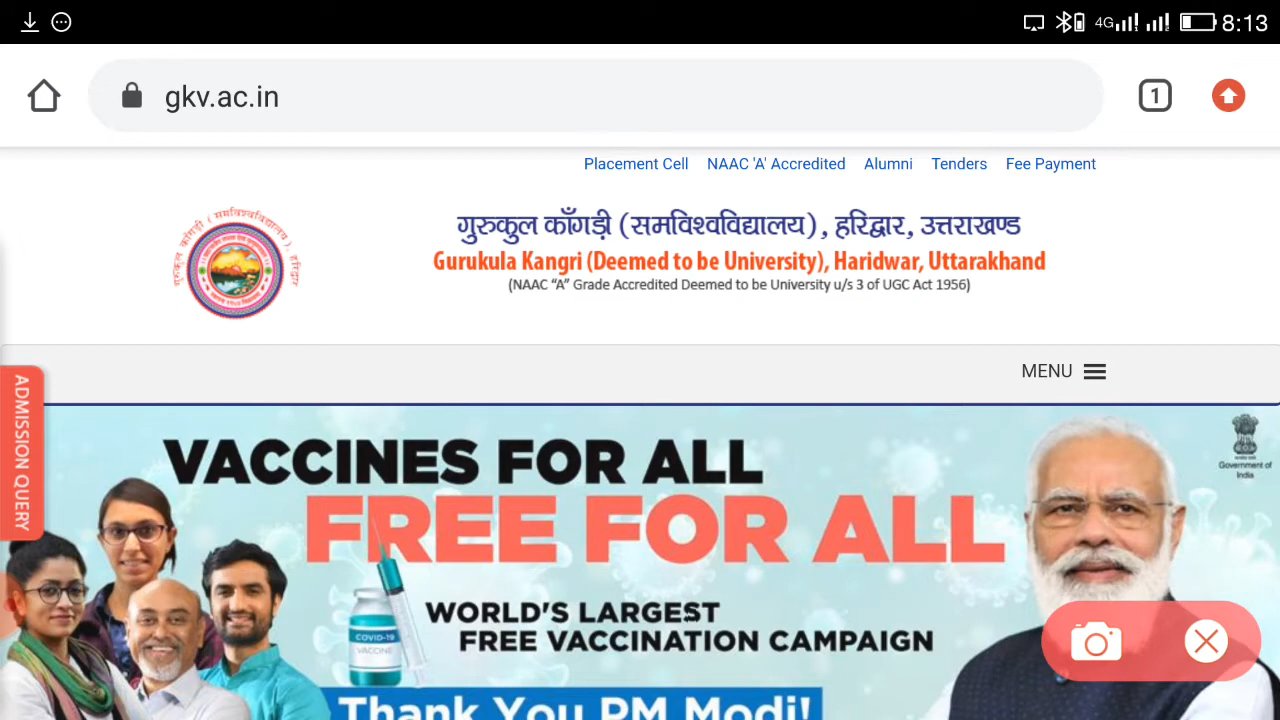 8:13
4G
gkv.ac.in
1
Placement Cell NAAC 'A' Accredited Alumni Tenders Fee Payment
गुरुकुल काँगड़ी (समविश्वविद्यालय), हरिद्वार, उत्तराखण्ड
Gurukula Kangri (Deemed to be University), Haridwar, Uttarakhand
(NAAC “A” Grade Accredited Deemed to be University u/s 3 of UGC Act 1956)
MENU
ADMISSION QUERY
VACCINES FOR ALL
FREE FOR ALL
Government of
India
WORLD'S LARGEST
FREE VACCINATION CAMPAIGN
COVID-19
VACCINE
Thank You PM Modi!